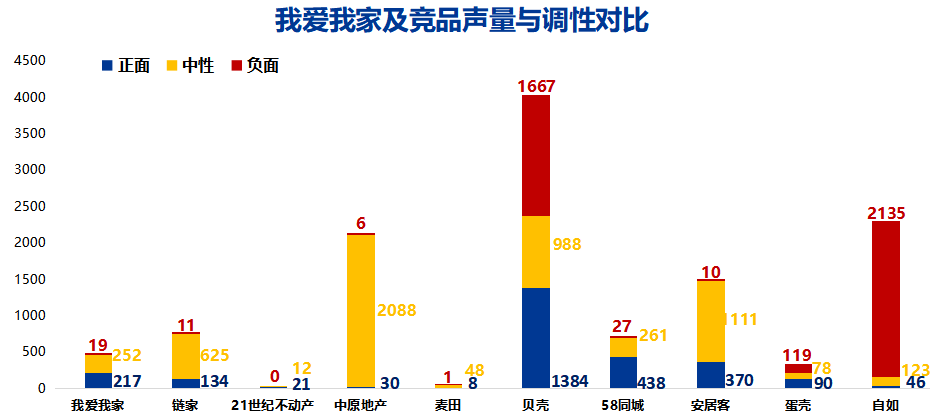 我爱我家及竞品声量与调性对比
正面 中性 负面
4500
4000
3500
3000
2500
2000
1500
1000
500
0
19 252 217
11 625 134
0 12 21
6 2088 30
1 48 8
1667 988 1384
27 261 438
10 1111 370
119 78 90
2135 123 46
我爱我家 链家 21世纪不动产 中原地产 麦田 贝壳 58同城 安居客 蛋壳 自如